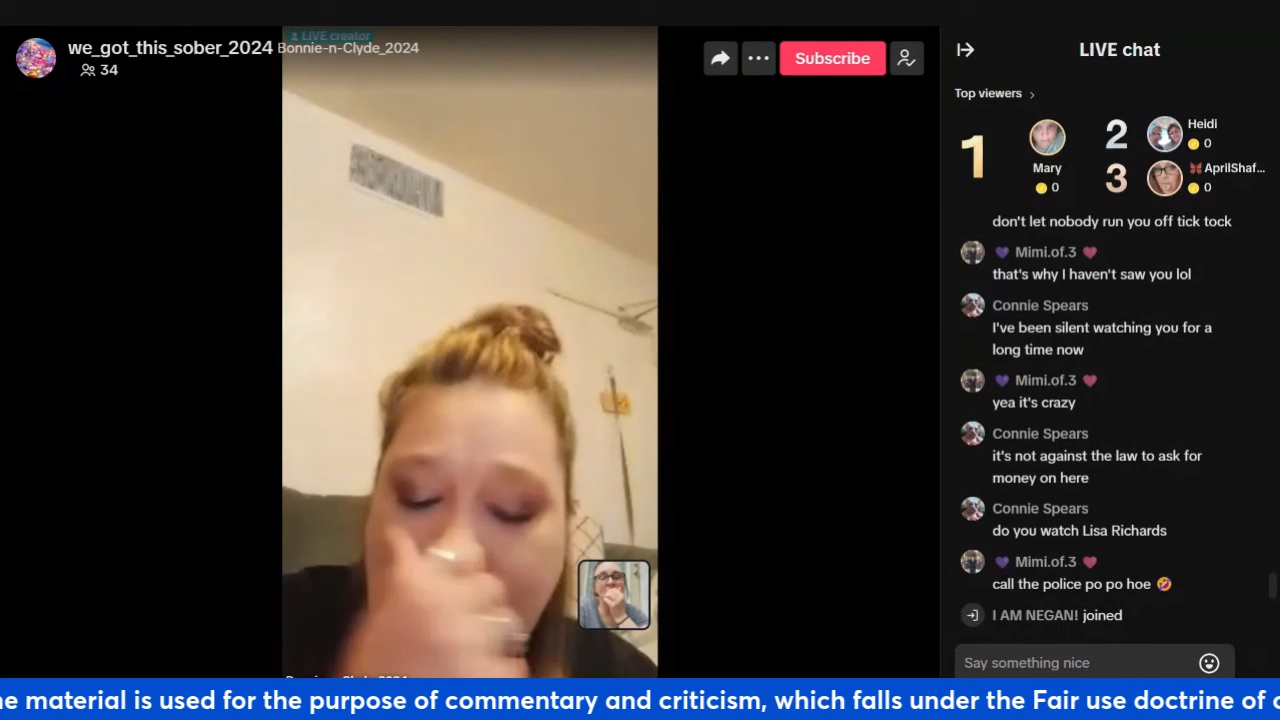 LIVE creator
we_got_this_sober_2024
Bonnie-n-Clyde_2024
34
Subscribe
LIVE chat
Top viewers
1
Mary
0
2
Heidi
0
3
AprilShaf...
0
don't let nobody run you off tick tock
💜 Mimi.of.3 ❤️
that's why I haven't saw you lol
Connie Spears
I've been silent watching you for a
long time now
💜 Mimi.of.3 ❤️
yea it's crazy
Connie Spears
it's not against the law to ask for
money on here
Connie Spears
do you watch Lisa Richards
💜 Mimi.of.3 ❤️
call the police po po hoe 🤣
I AM NEGAN! joined
Say something nice
material is used for the purpose of commentary and criticism, which falls under the Fair use doctrine of